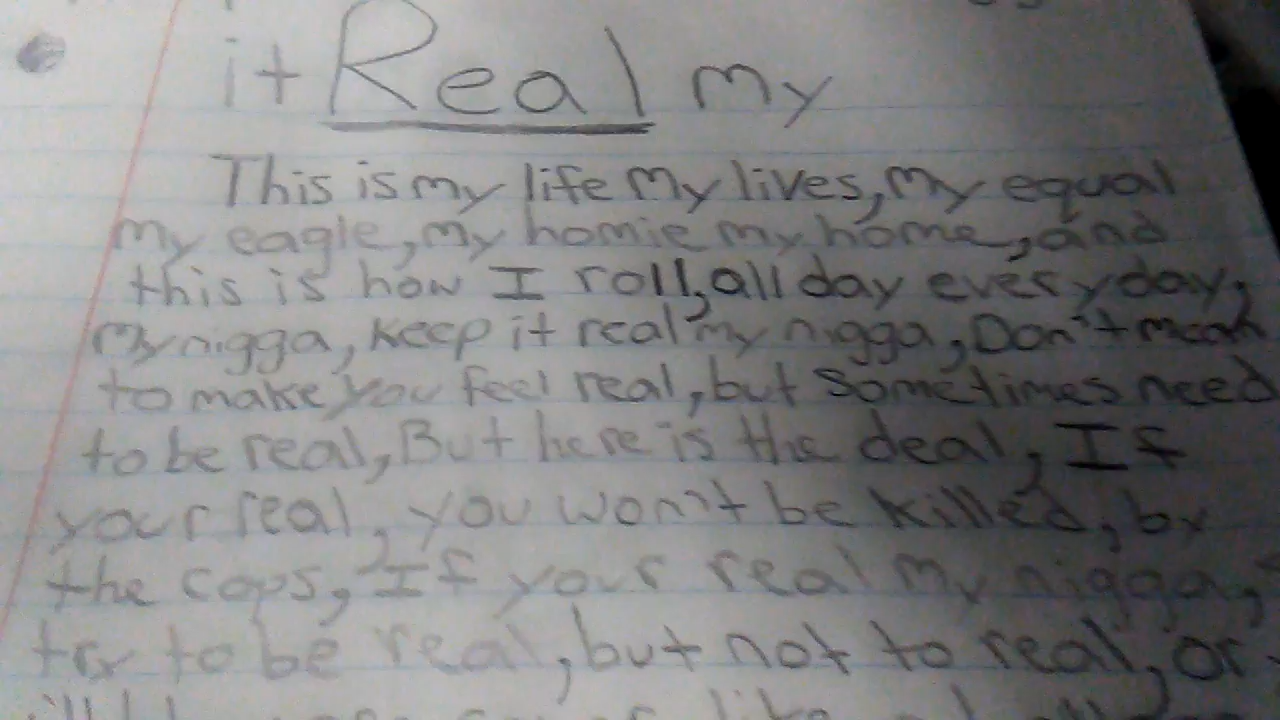 it Real my
This is my life My lives, My equal
My eagle, my homie my home, and
this is how I roll, all day everyday,
My nigga, keep it real my nigga, Don't mean
to make you feel real, but sometimes need
to be real, But here is the deal, If
your real, you won't be killed, by
the cops, If your real My nigga,
try to be real, but not to real, or